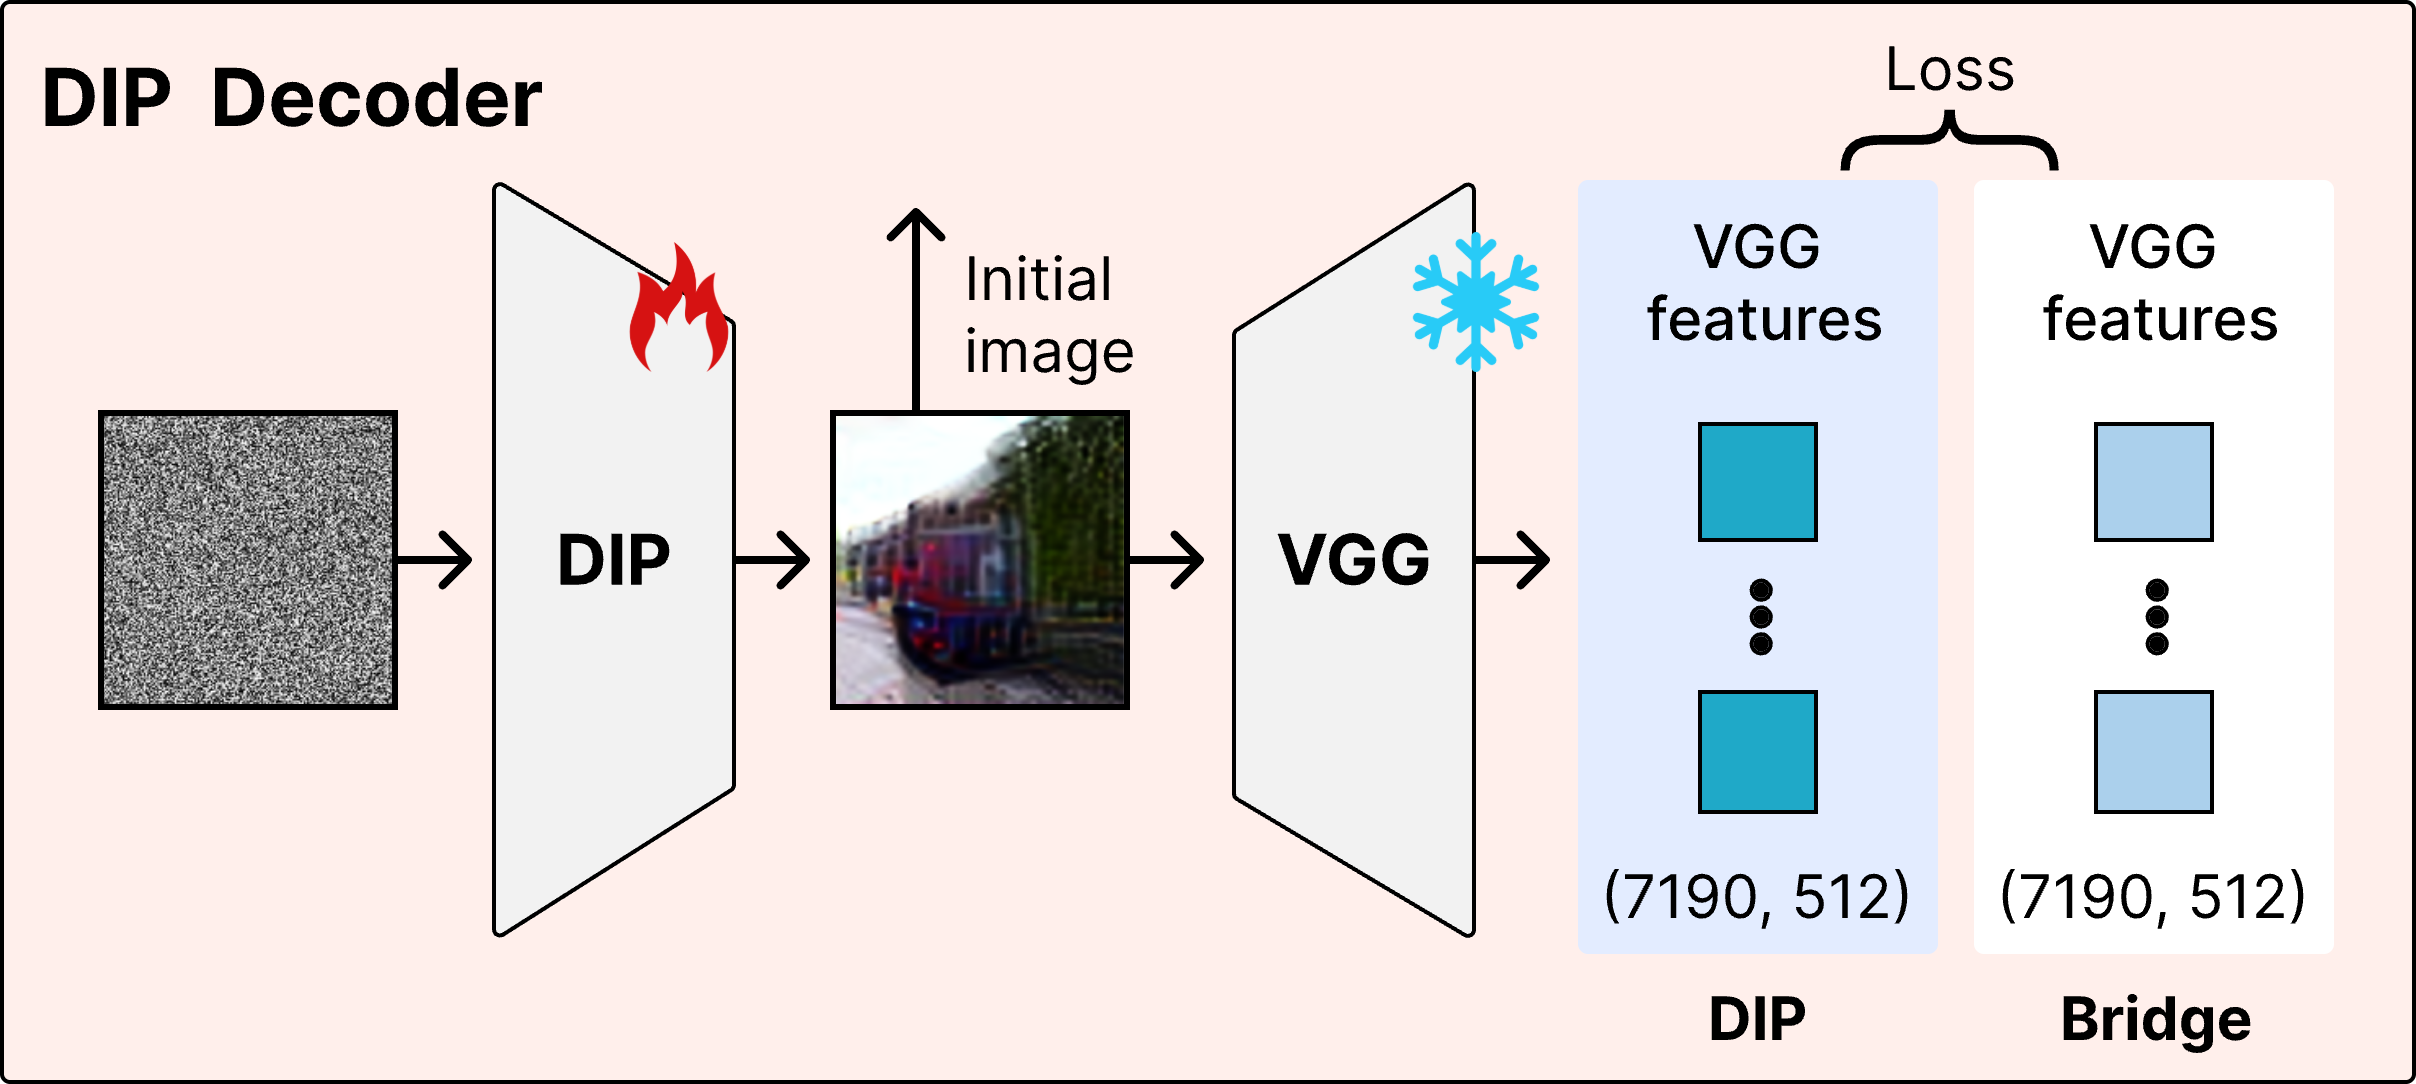 DIP Decoder
Loss
Initial
image
DIP
VGG
VGG
features
(7190, 512)
DIP
VGG
features
(7190, 512)
Bridge